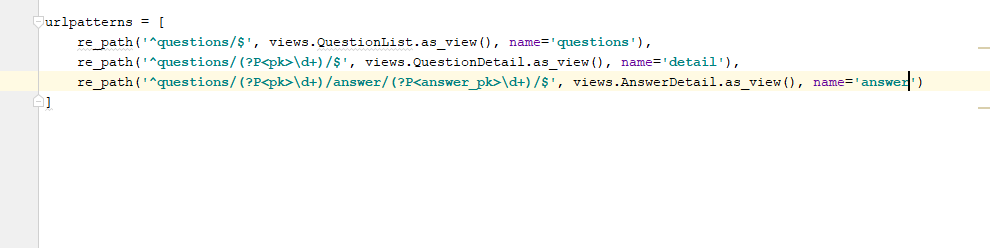 urlpatterns = [
    re_path('^questions/$', views.QuestionList.as_view(), name='questions'),
    re_path('^questions/(?P<pk>\d+)/$', views.QuestionDetail.as_view(), name='detail'),
    re_path('^questions/(?P<pk>\d+)/answer/(?P<answer_pk>\d+)/$', views.AnswerDetail.as_view(), name='answer')
]